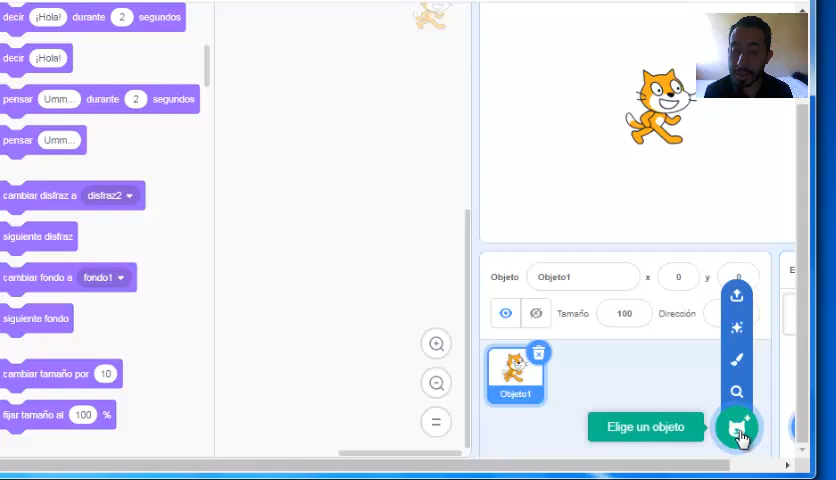 decir ¡Hola! durante 2 segundos
decir ¡Hola!
pensar Umm... durante 2 segundos
pensar Umm...
cambiar disfraz a disfraz2
siguiente disfraz
cambiar fondo a fondo1
siguiente fondo
cambiar tamaño por 10
fijar tamaño al 100 %
Objeto Objeto1 x 0 y 0
Tamaño 100 Dirección
Objeto1
Elige un objeto